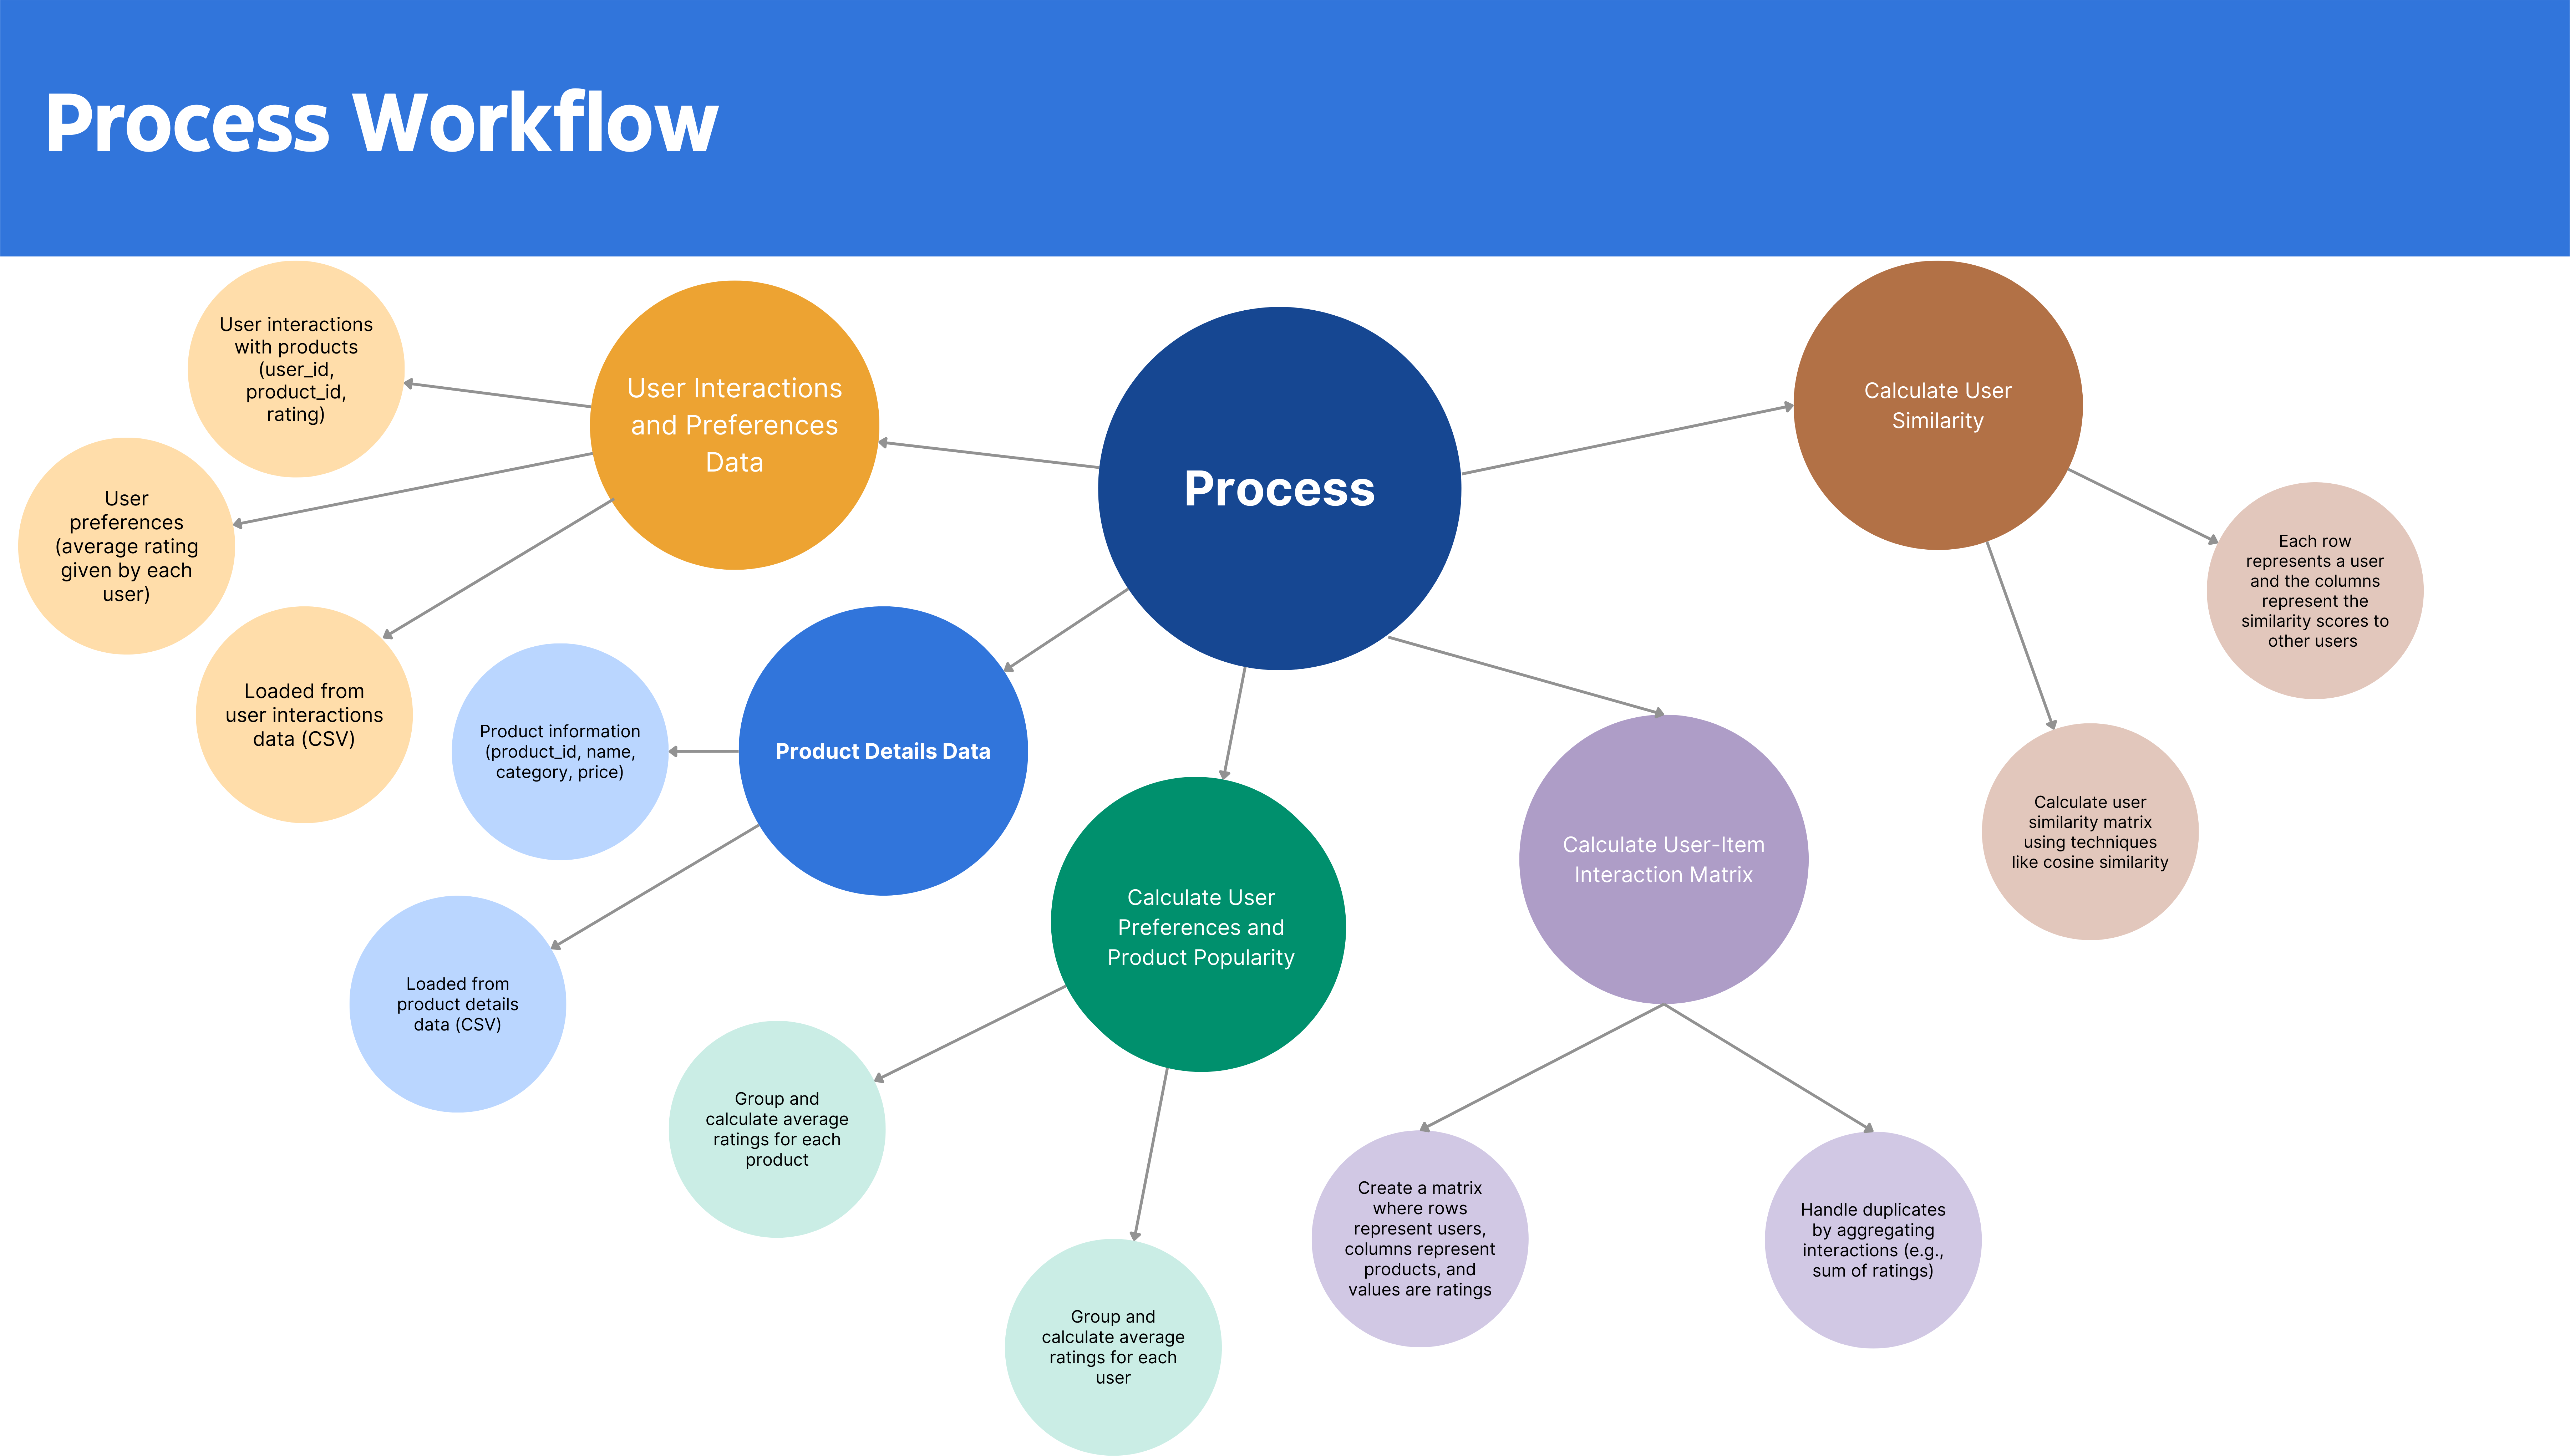 Process Workflow
User interactions
with products
(user_id,
product_id,
rating)
User Interactions
and Preferences
Data
User
preferences
(average rating
given by each
user)
Loaded from
user interactions
data (CSV)
Process
Calculate User
Similarity
Each row
represents a user
and the columns
represent the
similarity scores to
other users
Calculate user
similarity matrix
using techniques
like cosine similarity
Product information
(product_id, name,
category, price)
Product Details Data
Loaded from
product details
data (CSV)
Calculate User
Preferences and
Product Popularity
Calculate User-Item
Interaction Matrix
Group and
calculate average
ratings for each
product
Group and
calculate average
ratings for each
user
Create a matrix
where rows
represent users,
columns represent
products, and
values are ratings
Handle duplicates
by aggregating
interactions (e.g.,
sum of ratings)